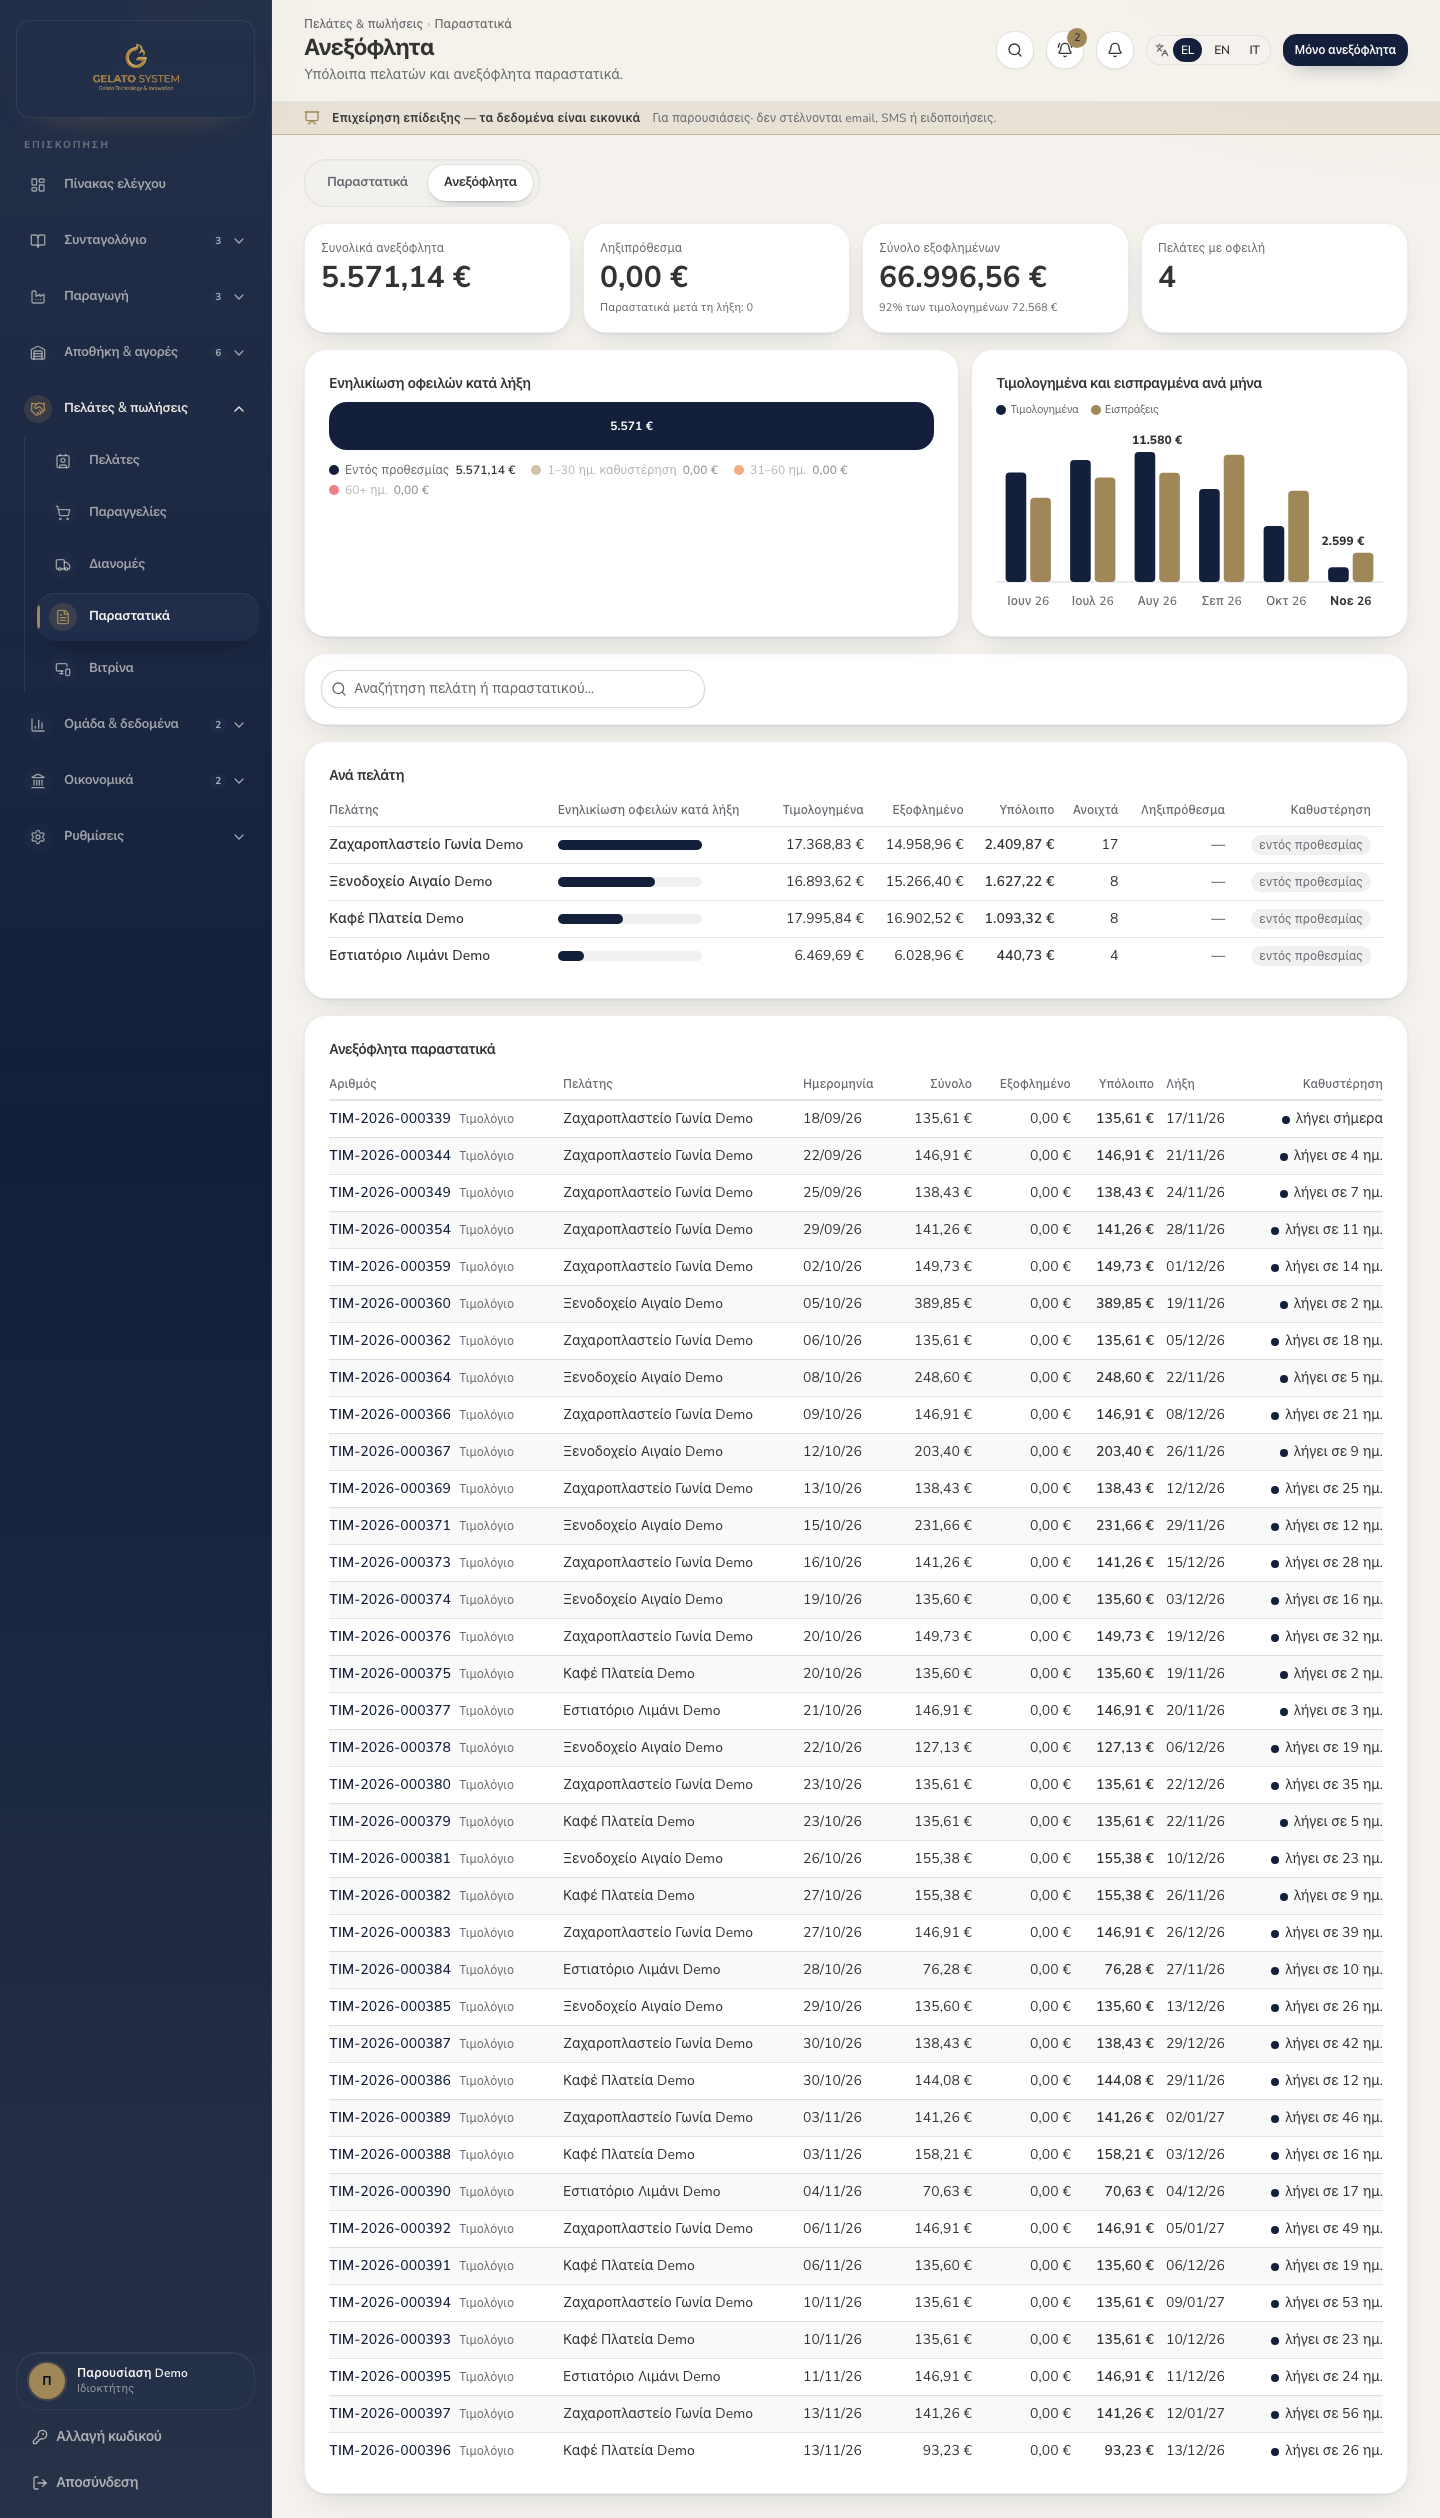 GELATO SYSTEM
Gelato Technology & Innovation
ΕΠΙΣΚΟΠΗΣΗ
Πίνακας ελέγχου
Συνταγολόγιο 3
Παραγωγή 3
Αποθήκη & αγορές 6
Πελάτες & πωλήσεις
Πελάτες
Παραγγελίες
Διανομές
Παραστατικά
Βιτρίνα
Ομάδα & δεδομένα 2
Οικονομικά 2
Ρυθμίσεις
Π
Παρουσίαση Demo
Ιδιοκτήτης
Αλλαγή κωδικού
Αποσύνδεση
Πελάτες & πωλήσεις › Παραστατικά
Ανεξόφλητα
Υπόλοιπα πελατών και ανεξόφλητα παραστατικά.
2
EL EN IT
Μόνο ανεξόφλητα
Επιχείρηση επίδειξης — τα δεδομένα είναι εικονικά Για παρουσιάσεις· δεν στέλνονται email, SMS ή ειδοποιήσεις.
Παραστατικά Ανεξόφλητα
Συνολικά ανεξόφλητα
5.571,14 €
Ληξιπρόθεσμα
0,00 €
Παραστατικά μετά τη λήξη: 0
Σύνολο εξοφλημένων
66.996,56 €
92% των τιμολογημένων 72.568 €
Πελάτες με οφειλή
4
Ενηλικίωση οφειλών κατά λήξη
5.571 €
Εντός προθεσμίας 5.571,14 € 1–30 ημ. καθυστέρηση 0,00 € 31–60 ημ. 0,00 €
60+ ημ. 0,00 €
Τιμολογημένα και εισπραγμένα ανά μήνα
Τιμολογημένα Εισπράξεις
11.580 €
2.599 €
Ιουν 26 Ιουλ 26 Αυγ 26 Σεπ 26 Οκτ 26 Νοε 26
Αναζήτηση πελάτη ή παραστατικού...
Ανά πελάτη
Πελάτης Ενηλικίωση οφειλών κατά λήξη Τιμολογημένα Εξοφλημένο Υπόλοιπο Ανοιχτά Ληξιπρόθεσμα Καθυστέρηση
Ζαχαροπλαστείο Γωνία Demo 17.368,83 € 14.958,96 € 2.409,87 € 17 — εντός προθεσμίας
Ξενοδοχείο Αιγαίο Demo 16.893,62 € 15.266,40 € 1.627,22 € 8 — εντός προθεσμίας
Καφέ Πλατεία Demo 17.995,84 € 16.902,52 € 1.093,32 € 8 — εντός προθεσμίας
Εστιατόριο Λιμάνι Demo 6.469,69 € 6.028,96 € 440,73 € 4 — εντός προθεσμίας
Ανεξόφλητα παραστατικά
Αριθμός Πελάτης Ημερομηνία Σύνολο Εξοφλημένο Υπόλοιπο Λήξη Καθυστέρηση
ΤΙΜ-2026-000339 Τιμολόγιο Ζαχαροπλαστείο Γωνία Demo 18/09/26 135,61 € 0,00 € 135,61 € 17/11/26 λήγει σήμερα
ΤΙΜ-2026-000344 Τιμολόγιο Ζαχαροπλαστείο Γωνία Demo 22/09/26 146,91 € 0,00 € 146,91 € 21/11/26 λήγει σε 4 ημ.
ΤΙΜ-2026-000349 Τιμολόγιο Ζαχαροπλαστείο Γωνία Demo 25/09/26 138,43 € 0,00 € 138,43 € 24/11/26 λήγει σε 7 ημ.
ΤΙΜ-2026-000354 Τιμολόγιο Ζαχαροπλαστείο Γωνία Demo 29/09/26 141,26 € 0,00 € 141,26 € 28/11/26 λήγει σε 11 ημ.
ΤΙΜ-2026-000359 Τιμολόγιο Ζαχαροπλαστείο Γωνία Demo 02/10/26 149,73 € 0,00 € 149,73 € 01/12/26 λήγει σε 14 ημ.
ΤΙΜ-2026-000360 Τιμολόγιο Ξενοδοχείο Αιγαίο Demo 05/10/26 389,85 € 0,00 € 389,85 € 19/11/26 λήγει σε 2 ημ.
ΤΙΜ-2026-000362 Τιμολόγιο Ζαχαροπλαστείο Γωνία Demo 06/10/26 135,61 € 0,00 € 135,61 € 05/12/26 λήγει σε 18 ημ.
ΤΙΜ-2026-000364 Τιμολόγιο Ξενοδοχείο Αιγαίο Demo 08/10/26 248,60 € 0,00 € 248,60 € 22/11/26 λήγει σε 5 ημ.
ΤΙΜ-2026-000366 Τιμολόγιο Ζαχαροπλαστείο Γωνία Demo 09/10/26 146,91 € 0,00 € 146,91 € 08/12/26 λήγει σε 21 ημ.
ΤΙΜ-2026-000367 Τιμολόγιο Ξενοδοχείο Αιγαίο Demo 12/10/26 203,40 € 0,00 € 203,40 € 26/11/26 λήγει σε 9 ημ.
ΤΙΜ-2026-000369 Τιμολόγιο Ζαχαροπλαστείο Γωνία Demo 13/10/26 138,43 € 0,00 € 138,43 € 12/12/26 λήγει σε 25 ημ.
ΤΙΜ-2026-000371 Τιμολόγιο Ξενοδοχείο Αιγαίο Demo 15/10/26 231,66 € 0,00 € 231,66 € 29/11/26 λήγει σε 12 ημ.
ΤΙΜ-2026-000373 Τιμολόγιο Ζαχαροπλαστείο Γωνία Demo 16/10/26 141,26 € 0,00 € 141,26 € 15/12/26 λήγει σε 28 ημ.
ΤΙΜ-2026-000374 Τιμολόγιο Ξενοδοχείο Αιγαίο Demo 19/10/26 135,60 € 0,00 € 135,60 € 03/12/26 λήγει σε 16 ημ.
ΤΙΜ-2026-000376 Τιμολόγιο Ζαχαροπλαστείο Γωνία Demo 20/10/26 149,73 € 0,00 € 149,73 € 19/12/26 λήγει σε 32 ημ.
ΤΙΜ-2026-000375 Τιμολόγιο Καφέ Πλατεία Demo 20/10/26 135,60 € 0,00 € 135,60 € 19/11/26 λήγει σε 2 ημ.
ΤΙΜ-2026-000377 Τιμολόγιο Εστιατόριο Λιμάνι Demo 21/10/26 146,91 € 0,00 € 146,91 € 20/11/26 λήγει σε 3 ημ.
ΤΙΜ-2026-000378 Τιμολόγιο Ξενοδοχείο Αιγαίο Demo 22/10/26 127,13 € 0,00 € 127,13 € 06/12/26 λήγει σε 19 ημ.
ΤΙΜ-2026-000380 Τιμολόγιο Ζαχαροπλαστείο Γωνία Demo 23/10/26 135,61 € 0,00 € 135,61 € 22/12/26 λήγει σε 35 ημ.
ΤΙΜ-2026-000379 Τιμολόγιο Καφέ Πλατεία Demo 23/10/26 135,61 € 0,00 € 135,61 € 22/11/26 λήγει σε 5 ημ.
ΤΙΜ-2026-000381 Τιμολόγιο Ξενοδοχείο Αιγαίο Demo 26/10/26 155,38 € 0,00 € 155,38 € 10/12/26 λήγει σε 23 ημ.
ΤΙΜ-2026-000382 Τιμολόγιο Καφέ Πλατεία Demo 27/10/26 155,38 € 0,00 € 155,38 € 26/11/26 λήγει σε 9 ημ.
ΤΙΜ-2026-000383 Τιμολόγιο Ζαχαροπλαστείο Γωνία Demo 27/10/26 146,91 € 0,00 € 146,91 € 26/12/26 λήγει σε 39 ημ.
ΤΙΜ-2026-000384 Τιμολόγιο Εστιατόριο Λιμάνι Demo 28/10/26 76,28 € 0,00 € 76,28 € 27/11/26 λήγει σε 10 ημ.
ΤΙΜ-2026-000385 Τιμολόγιο Ξενοδοχείο Αιγαίο Demo 29/10/26 135,60 € 0,00 € 135,60 € 13/12/26 λήγει σε 26 ημ.
ΤΙΜ-2026-000387 Τιμολόγιο Ζαχαροπλαστείο Γωνία Demo 30/10/26 138,43 € 0,00 € 138,43 € 29/12/26 λήγει σε 42 ημ.
ΤΙΜ-2026-000386 Τιμολόγιο Καφέ Πλατεία Demo 30/10/26 144,08 € 0,00 € 144,08 € 29/11/26 λήγει σε 12 ημ.
ΤΙΜ-2026-000389 Τιμολόγιο Ζαχαροπλαστείο Γωνία Demo 03/11/26 141,26 € 0,00 € 141,26 € 02/01/27 λήγει σε 46 ημ.
ΤΙΜ-2026-000388 Τιμολόγιο Καφέ Πλατεία Demo 03/11/26 158,21 € 0,00 € 158,21 € 03/12/26 λήγει σε 16 ημ.
ΤΙΜ-2026-000390 Τιμολόγιο Εστιατόριο Λιμάνι Demo 04/11/26 70,63 € 0,00 € 70,63 € 04/12/26 λήγει σε 17 ημ.
ΤΙΜ-2026-000392 Τιμολόγιο Ζαχαροπλαστείο Γωνία Demo 06/11/26 146,91 € 0,00 € 146,91 € 05/01/27 λήγει σε 49 ημ.
ΤΙΜ-2026-000391 Τιμολόγιο Καφέ Πλατεία Demo 06/11/26 135,60 € 0,00 € 135,60 € 06/12/26 λήγει σε 19 ημ.
ΤΙΜ-2026-000394 Τιμολόγιο Ζαχαροπλαστείο Γωνία Demo 10/11/26 135,61 € 0,00 € 135,61 € 09/01/27 λήγει σε 53 ημ.
ΤΙΜ-2026-000393 Τιμολόγιο Καφέ Πλατεία Demo 10/11/26 135,61 € 0,00 € 135,61 € 10/12/26 λήγει σε 23 ημ.
ΤΙΜ-2026-000395 Τιμολόγιο Εστιατόριο Λιμάνι Demo 11/11/26 146,91 € 0,00 € 146,91 € 11/12/26 λήγει σε 24 ημ.
ΤΙΜ-2026-000397 Τιμολόγιο Ζαχαροπλαστείο Γωνία Demo 13/11/26 141,26 € 0,00 € 141,26 € 12/01/27 λήγει σε 56 ημ.
ΤΙΜ-2026-000396 Τιμολόγιο Καφέ Πλατεία Demo 13/11/26 93,23 € 0,00 € 93,23 € 13/12/26 λήγει σε 26 ημ.